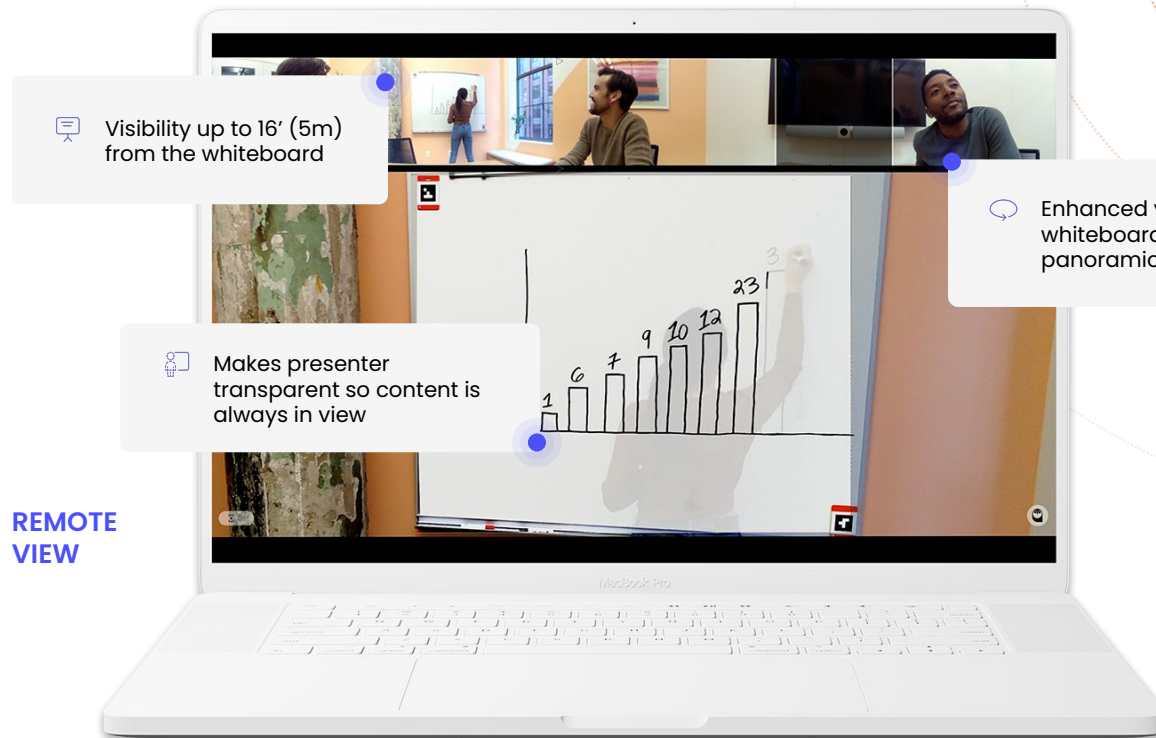 Visibility up to 16’ (5m)
from the whiteboard
Enhanced
whiteboard
panoramic
3
23
12
10
9
7
6
1
Makes presenter
transparent so content is
always in view
REMOTE
VIEW
MacBook Pro